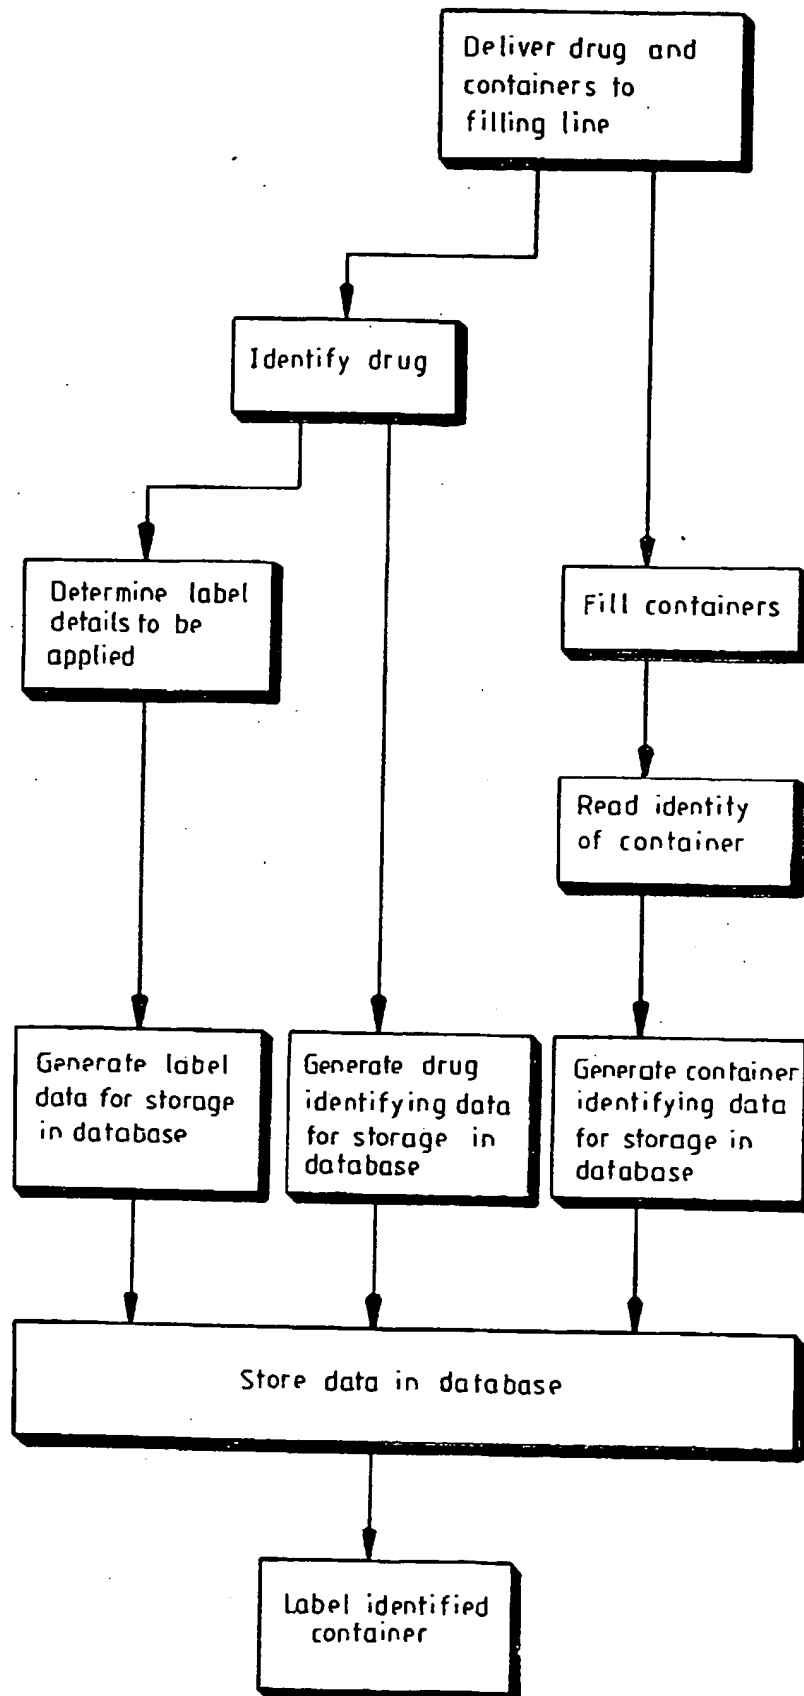 Deliver drug and
containers to
filling line
Identify drug
Determine label
details to be
applied
Fill containers
Read identity
of container
Generate label
data for storage
in database
Generate drug
identifying data
for storage in
database
Generate container
identifying data
for storage in
database
Store data in database
Label identified
container